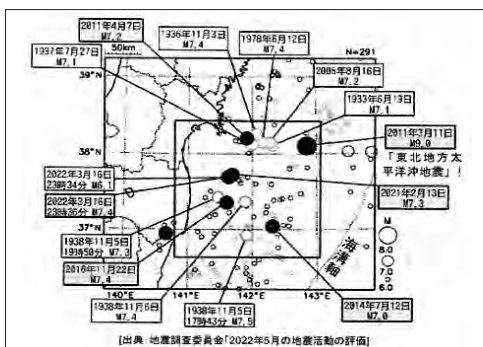 2011年4月7日
M7.2
1936年11月3日
M7.4
1978年6月12日
M7.4
N=291
50km
1937年7月27日
M7.1
2005年8月16日
M7.2
39°N
1933年6月13日
M7.1
2011年3月11日
M9.0
38°N
「東北地方太
平洋沖地震」
2022年3月16日
23時34分 M6.1
2021年2月13日
M7.3
2022年3月16日
23時36分 M7.4
M
8.0
7.0
6.0
37°N
1938年11月5日
19時50分 M7.3
海溝軸
2016年11月22日
M7.4
140°E
141°E
142°E
143°E
1938年11月6日
M7.4
1938年11月5日
17時43分 M7.5
2014年7月12日
M7.0
[出典:地震調査委員会「2022年5月の地震活動の評価]